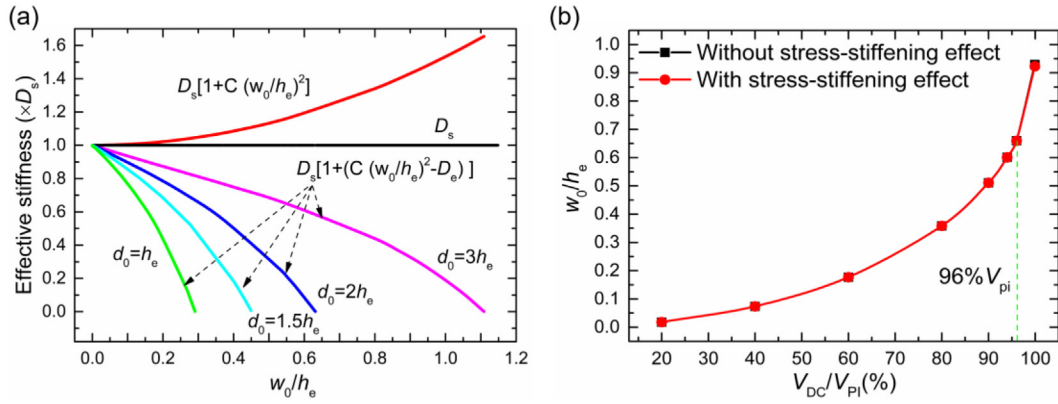 (a)
Effective stiffness (×Dₛ)
1.6
1.4
1.2
1.0
0.8
0.6
0.4
0.2
0.0
Dₛ[1+C (w₀/hₑ)²]
Dₛ
Dₛ[1+(C (w₀/hₑ)²-Dₑ) ]
d₀=hₑ
d₀=3hₑ
d₀=2hₑ
d₀=1.5hₑ
0.0 0.2 0.4 0.6 0.8 1.0 1.2
w₀/hₑ
(b)
w₀/hₑ
1.0
0.9
0.8
0.7
0.6
0.5
0.4
0.3
0.2
0.1
0.0
Without stress-stiffening effect
With stress-stiffening effect
96%Vpi
20 30 40 50 60 70 80 90 100
VDC/VPI(%)